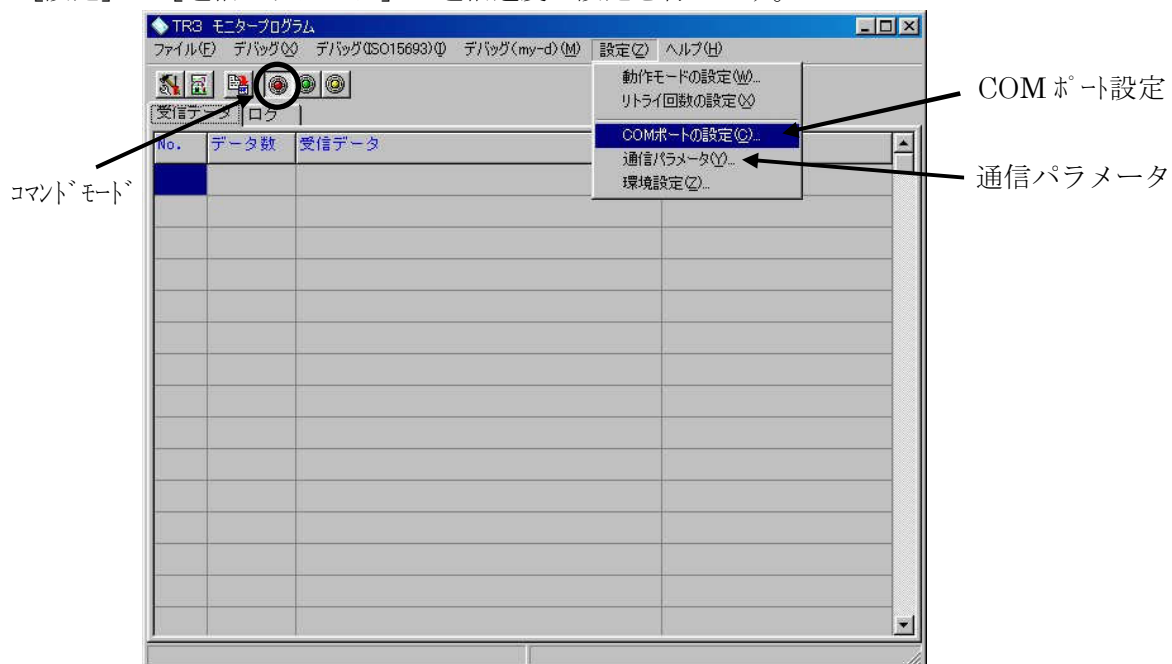 TR3 モニタープログラム
ファイル(F) デバッグ(X) デバッグ(ISO15693)(I) デバッグ(my-d)(M) 設定(Z) ヘルプ(H)
動作モードの設定(W)...
リトライ回数の設定(X)
COMポートの設定(C)...
通信パラメータ(Y)...
環境設定(Z)...
受信データ ログ
No. データ数 受信データ
COMポート設定
通信パラメータ
コマンドモード